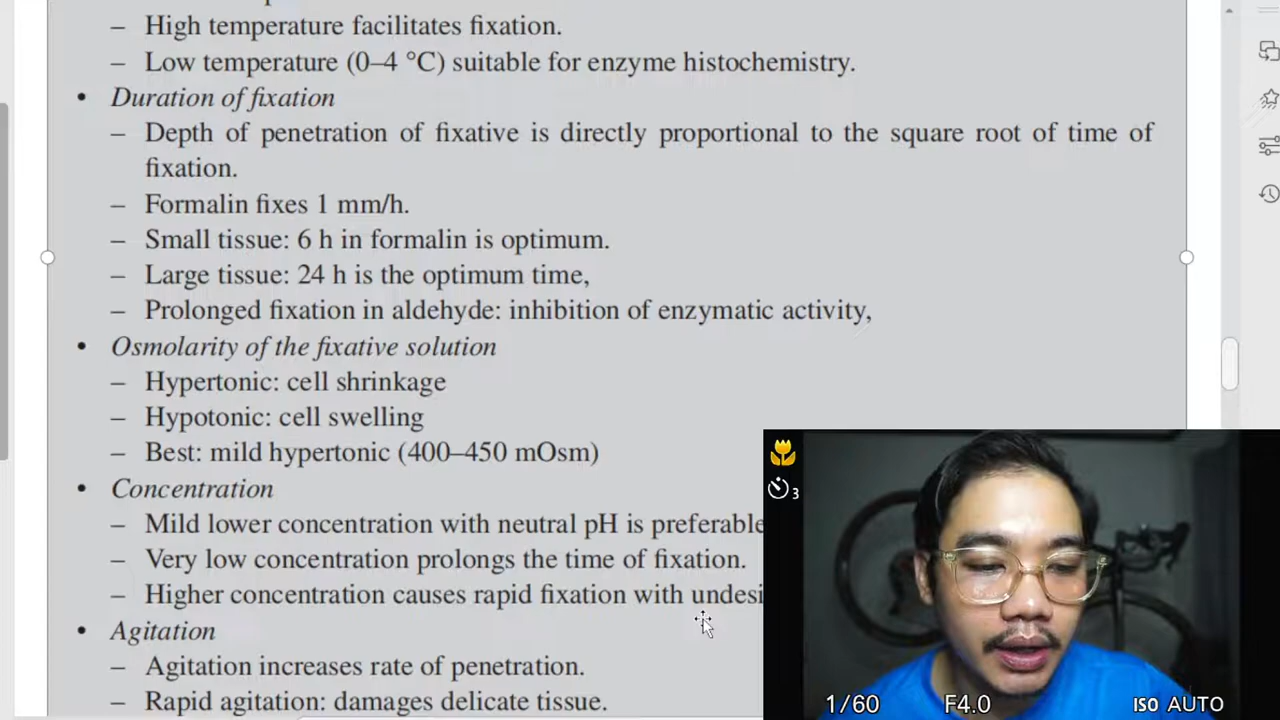 – High temperature facilitates fixation.
– Low temperature (0–4 °C) suitable for enzyme histochemistry.
• Duration of fixation
– Depth of penetration of fixative is directly proportional to the square root of time of
fixation.
– Formalin fixes 1 mm/h.
– Small tissue: 6 h in formalin is optimum.
– Large tissue: 24 h is the optimum time,
– Prolonged fixation in aldehyde: inhibition of enzymatic activity,
• Osmolarity of the fixative solution
– Hypertonic: cell shrinkage
– Hypotonic: cell swelling
– Best: mild hypertonic (400–450 mOsm)
• Concentration
– Mild lower concentration with neutral pH is preferable
– Very low concentration prolongs the time of fixation.
– Higher concentration causes rapid fixation with undesi
• Agitation
– Agitation increases rate of penetration.
– Rapid agitation: damages delicate tissue.
3
1/60 F4.0 ISO AUTO